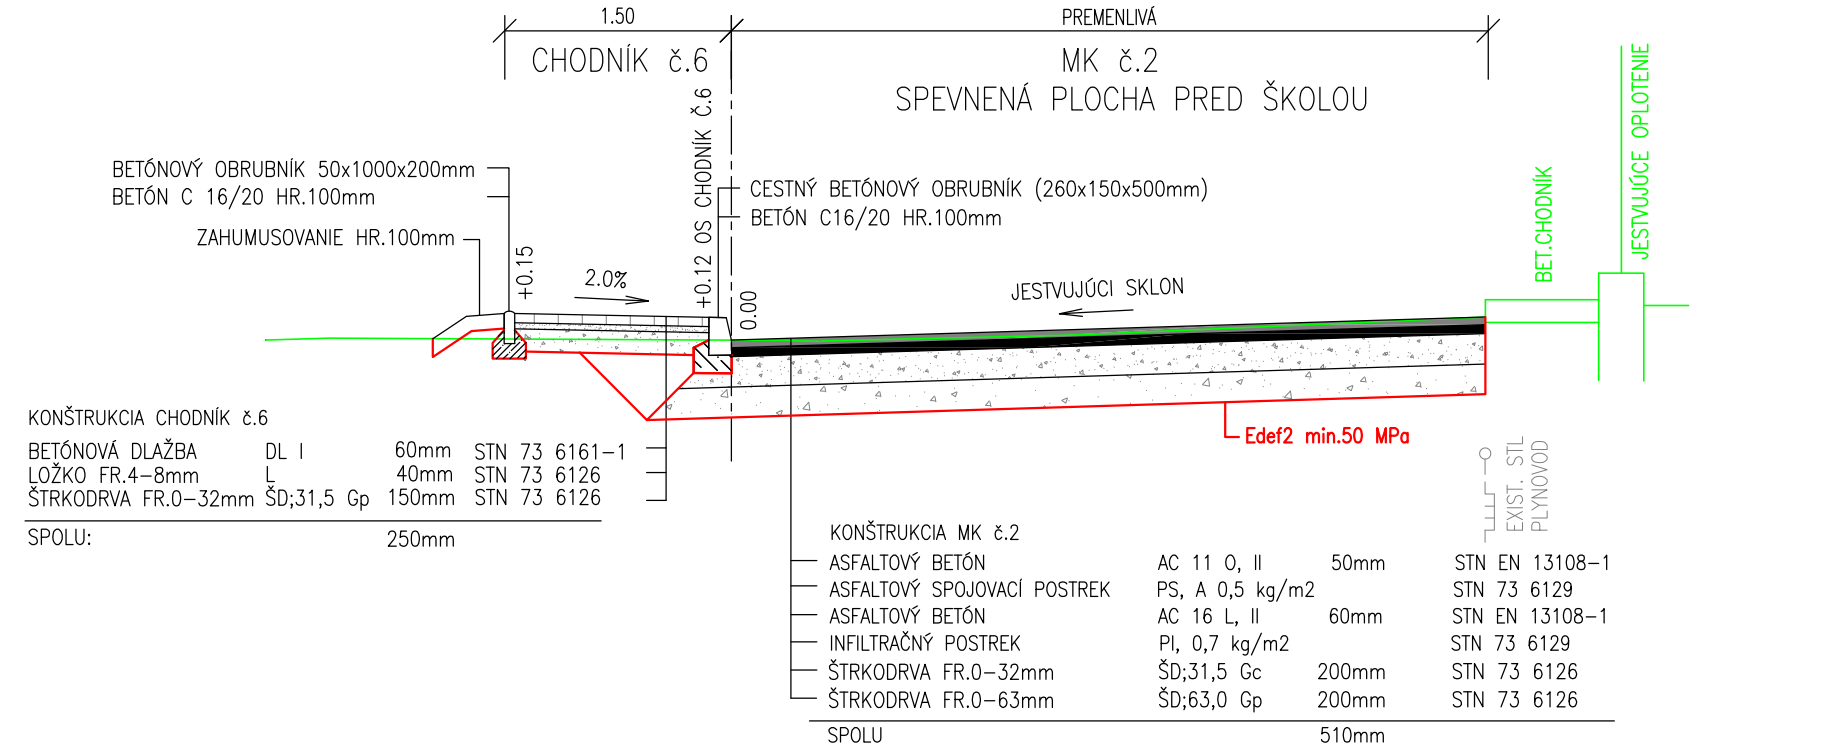 1.50
PREMENLIVÁ
CHODNÍK č.6
MK č.2
SPEVNENÁ PLOCHA PRED ŠKOLOU
BETÓNOVÝ OBRUBNÍK 50x1000x200mm
BETÓN C 16/20 HR.100mm
ZAHUMUSOVANIE HR.100mm
+0.15
2.0%
+0.12 OS CHODNÍK č.6
0.00
CESTNÝ BETÓNOVÝ OBRUBNÍK (260x150x500mm)
BETÓN C16/20 HR.100mm
JESTVUJÚCI SKLON
BET.CHODNÍK
JESTVUJÚCE OPLOTENIE
Edef2 min.50 MPa
EXIST. STL
PLYNOVOD
KONŠTRUKCIA CHODNÍK č.6
BETÓNOVÁ DLAŽBA DL I 60mm STN 73 6161-1
LOŽKO FR.4-8mm L 40mm STN 73 6126
ŠTRKODRVA FR.0-32mm ŠD;31,5 Gp 150mm STN 73 6126
SPOLU: 250mm
KONŠTRUKCIA MK č.2
ASFALTOVÝ BETÓN AC 11 O, II 50mm STN EN 13108-1
ASFALTOVÝ SPOJOVACÍ POSTREK PS, A 0,5 kg/m2 STN 73 6129
ASFALTOVÝ BETÓN AC 16 L, II 60mm STN EN 13108-1
INFILTRAČNÝ POSTREK PI, 0,7 kg/m2 STN 73 6129
ŠTRKODRVA FR.0-32mm ŠD;31,5 Gc 200mm STN 73 6126
ŠTRKODRVA FR.0-63mm ŠD;63,0 Gp 200mm STN 73 6126
SPOLU 510mm